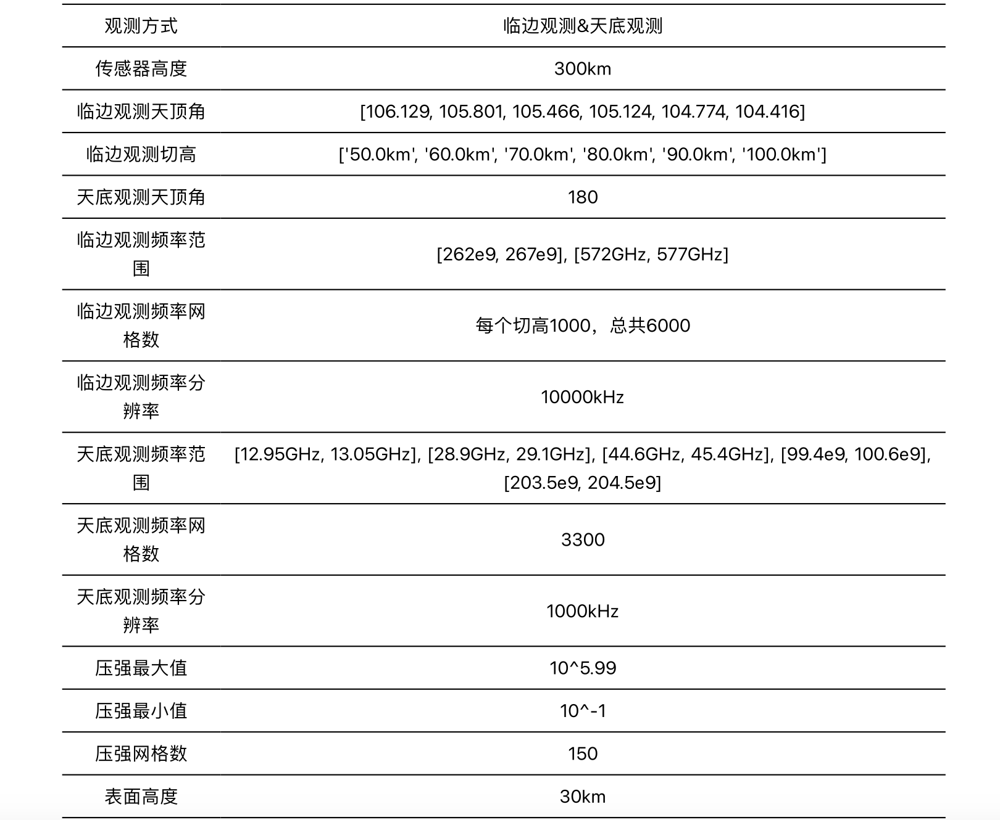 观测方式 临边观测&天底观测
传感器高度 300km
临边观测天顶角 [106.129, 105.801, 105.466, 105.124, 104.774, 104.416]
临边观测切高 ['50.0km', '60.0km', '70.0km', '80.0km', '90.0km', '100.0km']
天底观测天顶角 180
临边观测频率范
围
[262e9, 267e9], [572GHz, 577GHz]
临边观测频率网
格数
每个切高1000，总共6000
临边观测频率分
辨率
10000kHz
天底观测频率范
围
[12.95GHz, 13.05GHz], [28.9GHz, 29.1GHz], [44.6GHz, 45.4GHz], [99.4e9, 100.6e9],
[203.5e9, 204.5e9]
天底观测频率网
格数
3300
天底观测频率分
辨率
1000kHz
压强最大值 10^5.99
压强最小值 10^-1
压强网格数 150
表面高度 30km